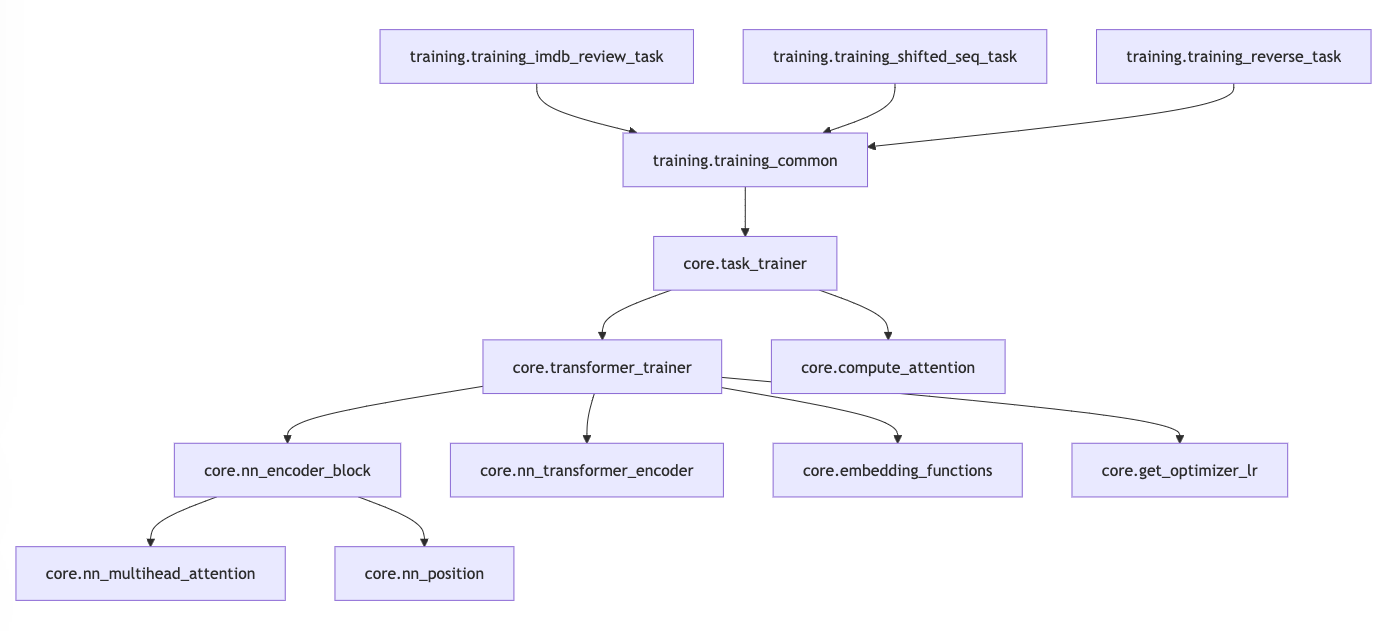 training.training_imdb_review_task
training.training_shifted_seq_task
training.training_reverse_task
training.training_common
core.task_trainer
core.transformer_trainer
core.compute_attention
core.nn_encoder_block
core.nn_transformer_encoder
core.embedding_functions
core.get_optimizer_lr
core.nn_multihead_attention
core.nn_position